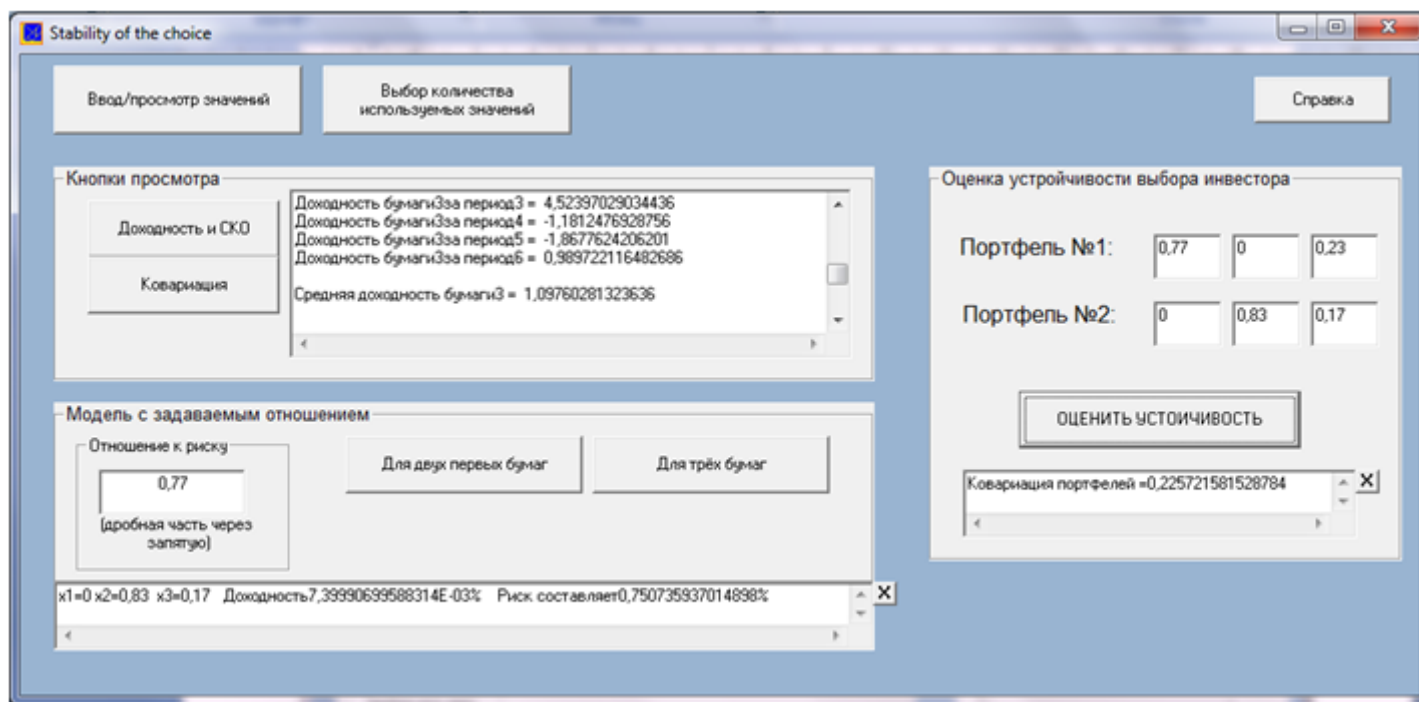 Stability of the choice
Ввод/просмотр значений
Выбор количества
используемых значений
Справка
Кнопки просмотра
Доходность и СКО
Ковариация
Доходность бумаги3за период3 = 4,52397029034436
Доходность бумаги3за период4 = -1,1812476928756
Доходность бумаги3за период5 = -1,8677624206201
Доходность бумаги3за период6 = 0,989722116482686
Средняя доходность бумаги3 = 1,09760281323636
Модель с задаваемым отношением
Отношение к риску
0,77
(дробная часть через
запятую)
Для двух первых бумаг
Для трёх бумаг
x1=0 x2=0,83 x3=0,17 Доходность7,39990699588314E-03% Риск составляет0,750735937014898%
X
Оценка устройчивости выбора инвестора
Портфель №1: 0,77 0 0,23
Портфель №2: 0 0,83 0,17
ОЦЕНИТЬ УСТОИЧИВОСТЬ
Ковариация портфелей =0,225721581528784
X